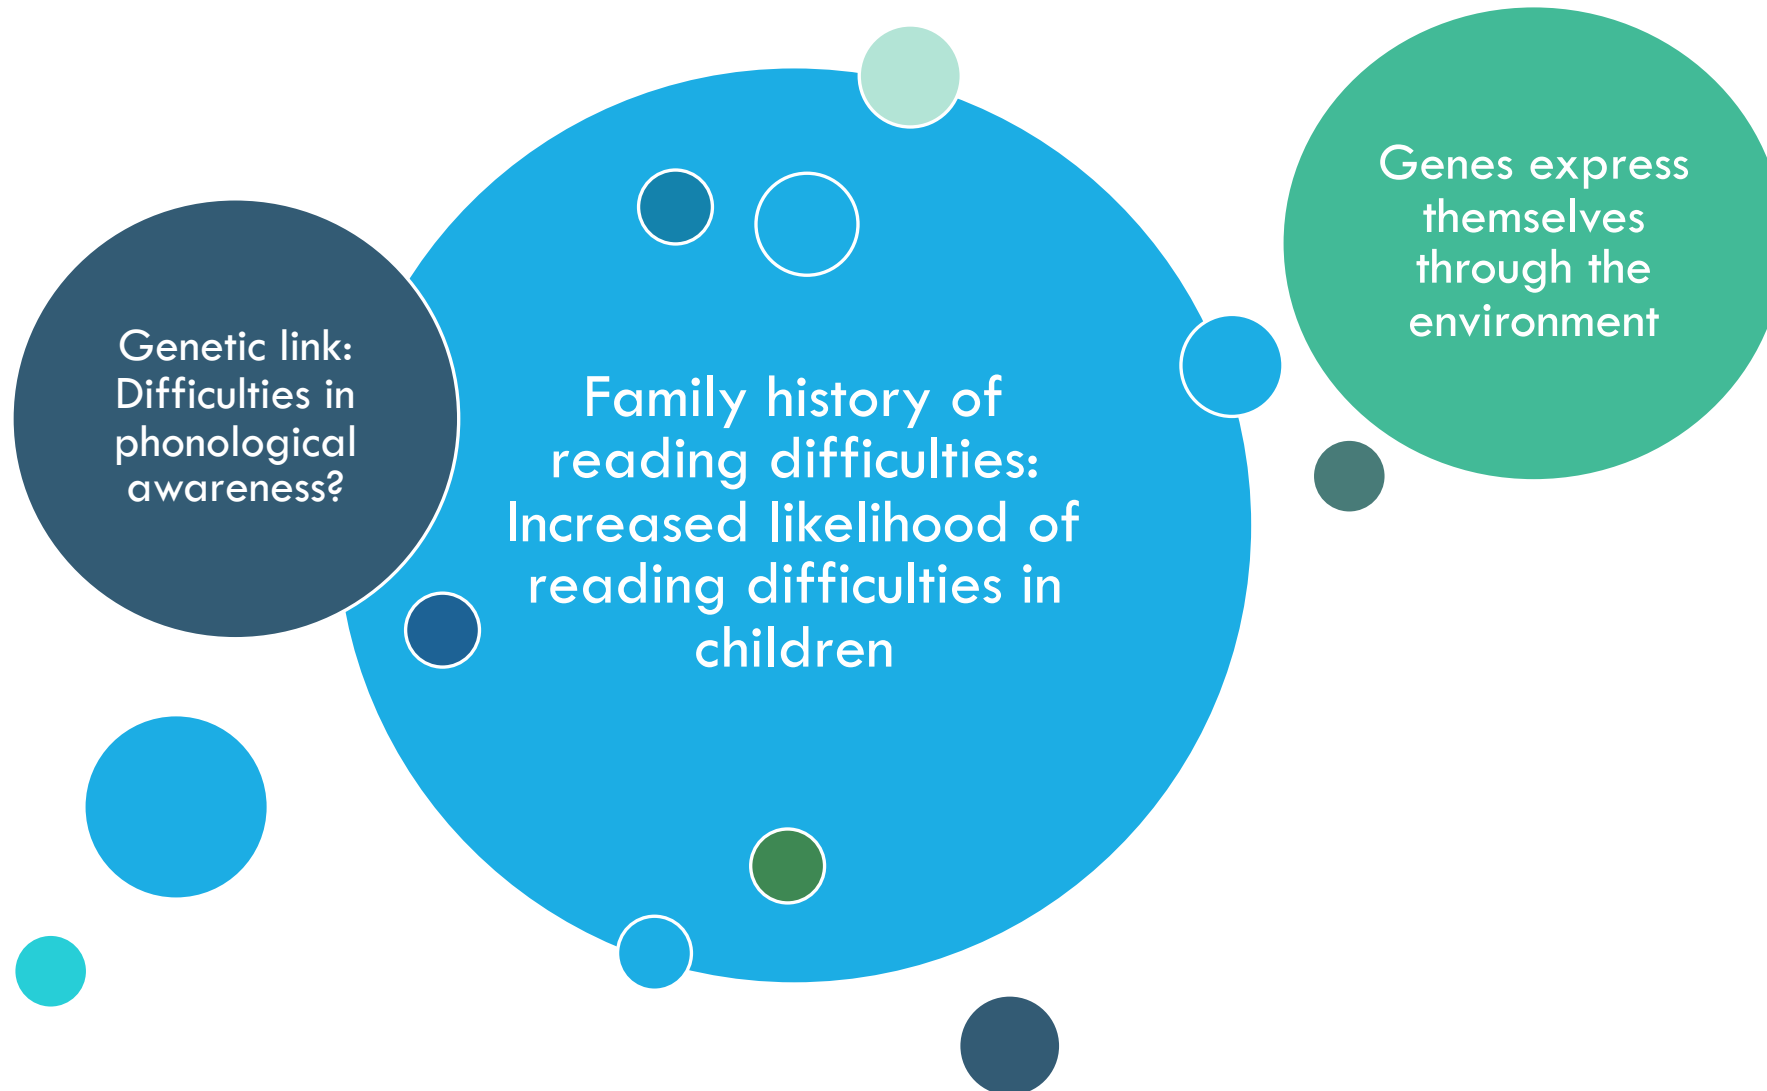 Genetic link:
Difficulties in
phonological
awareness?
Family history of
reading difficulties:
Increased likelihood of
reading difficulties in
children
Genes express
themselves
through the
environment